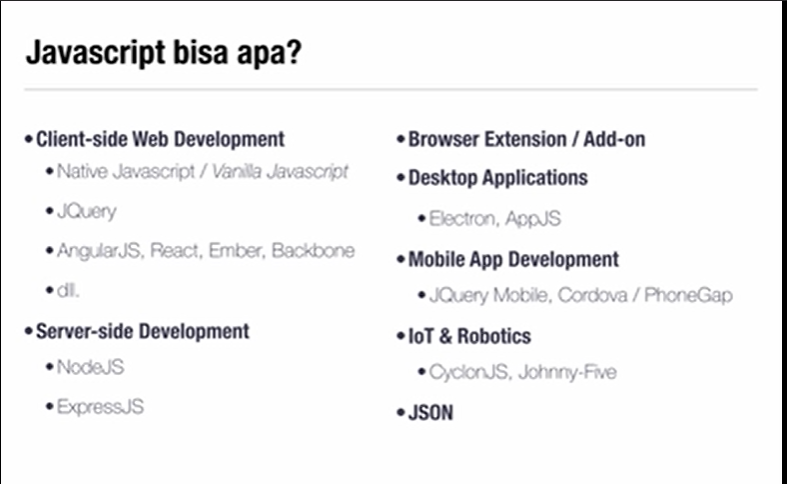 Javascript bisa apa?
•Client-side Web Development
•Native Javascript / Vanilla Javascript
•JQuery
•AngularJS, React, Ember, Backbone
•dll.
•Server-side Development
•NodeJS
•ExpressJS
•Browser Extension / Add-on
•Desktop Applications
•Electron, AppJS
•Mobile App Development
•JQuery Mobile, Cordova / PhoneGap
•IoT & Robotics
•CyclonJS, Johnny-Five
•JSON